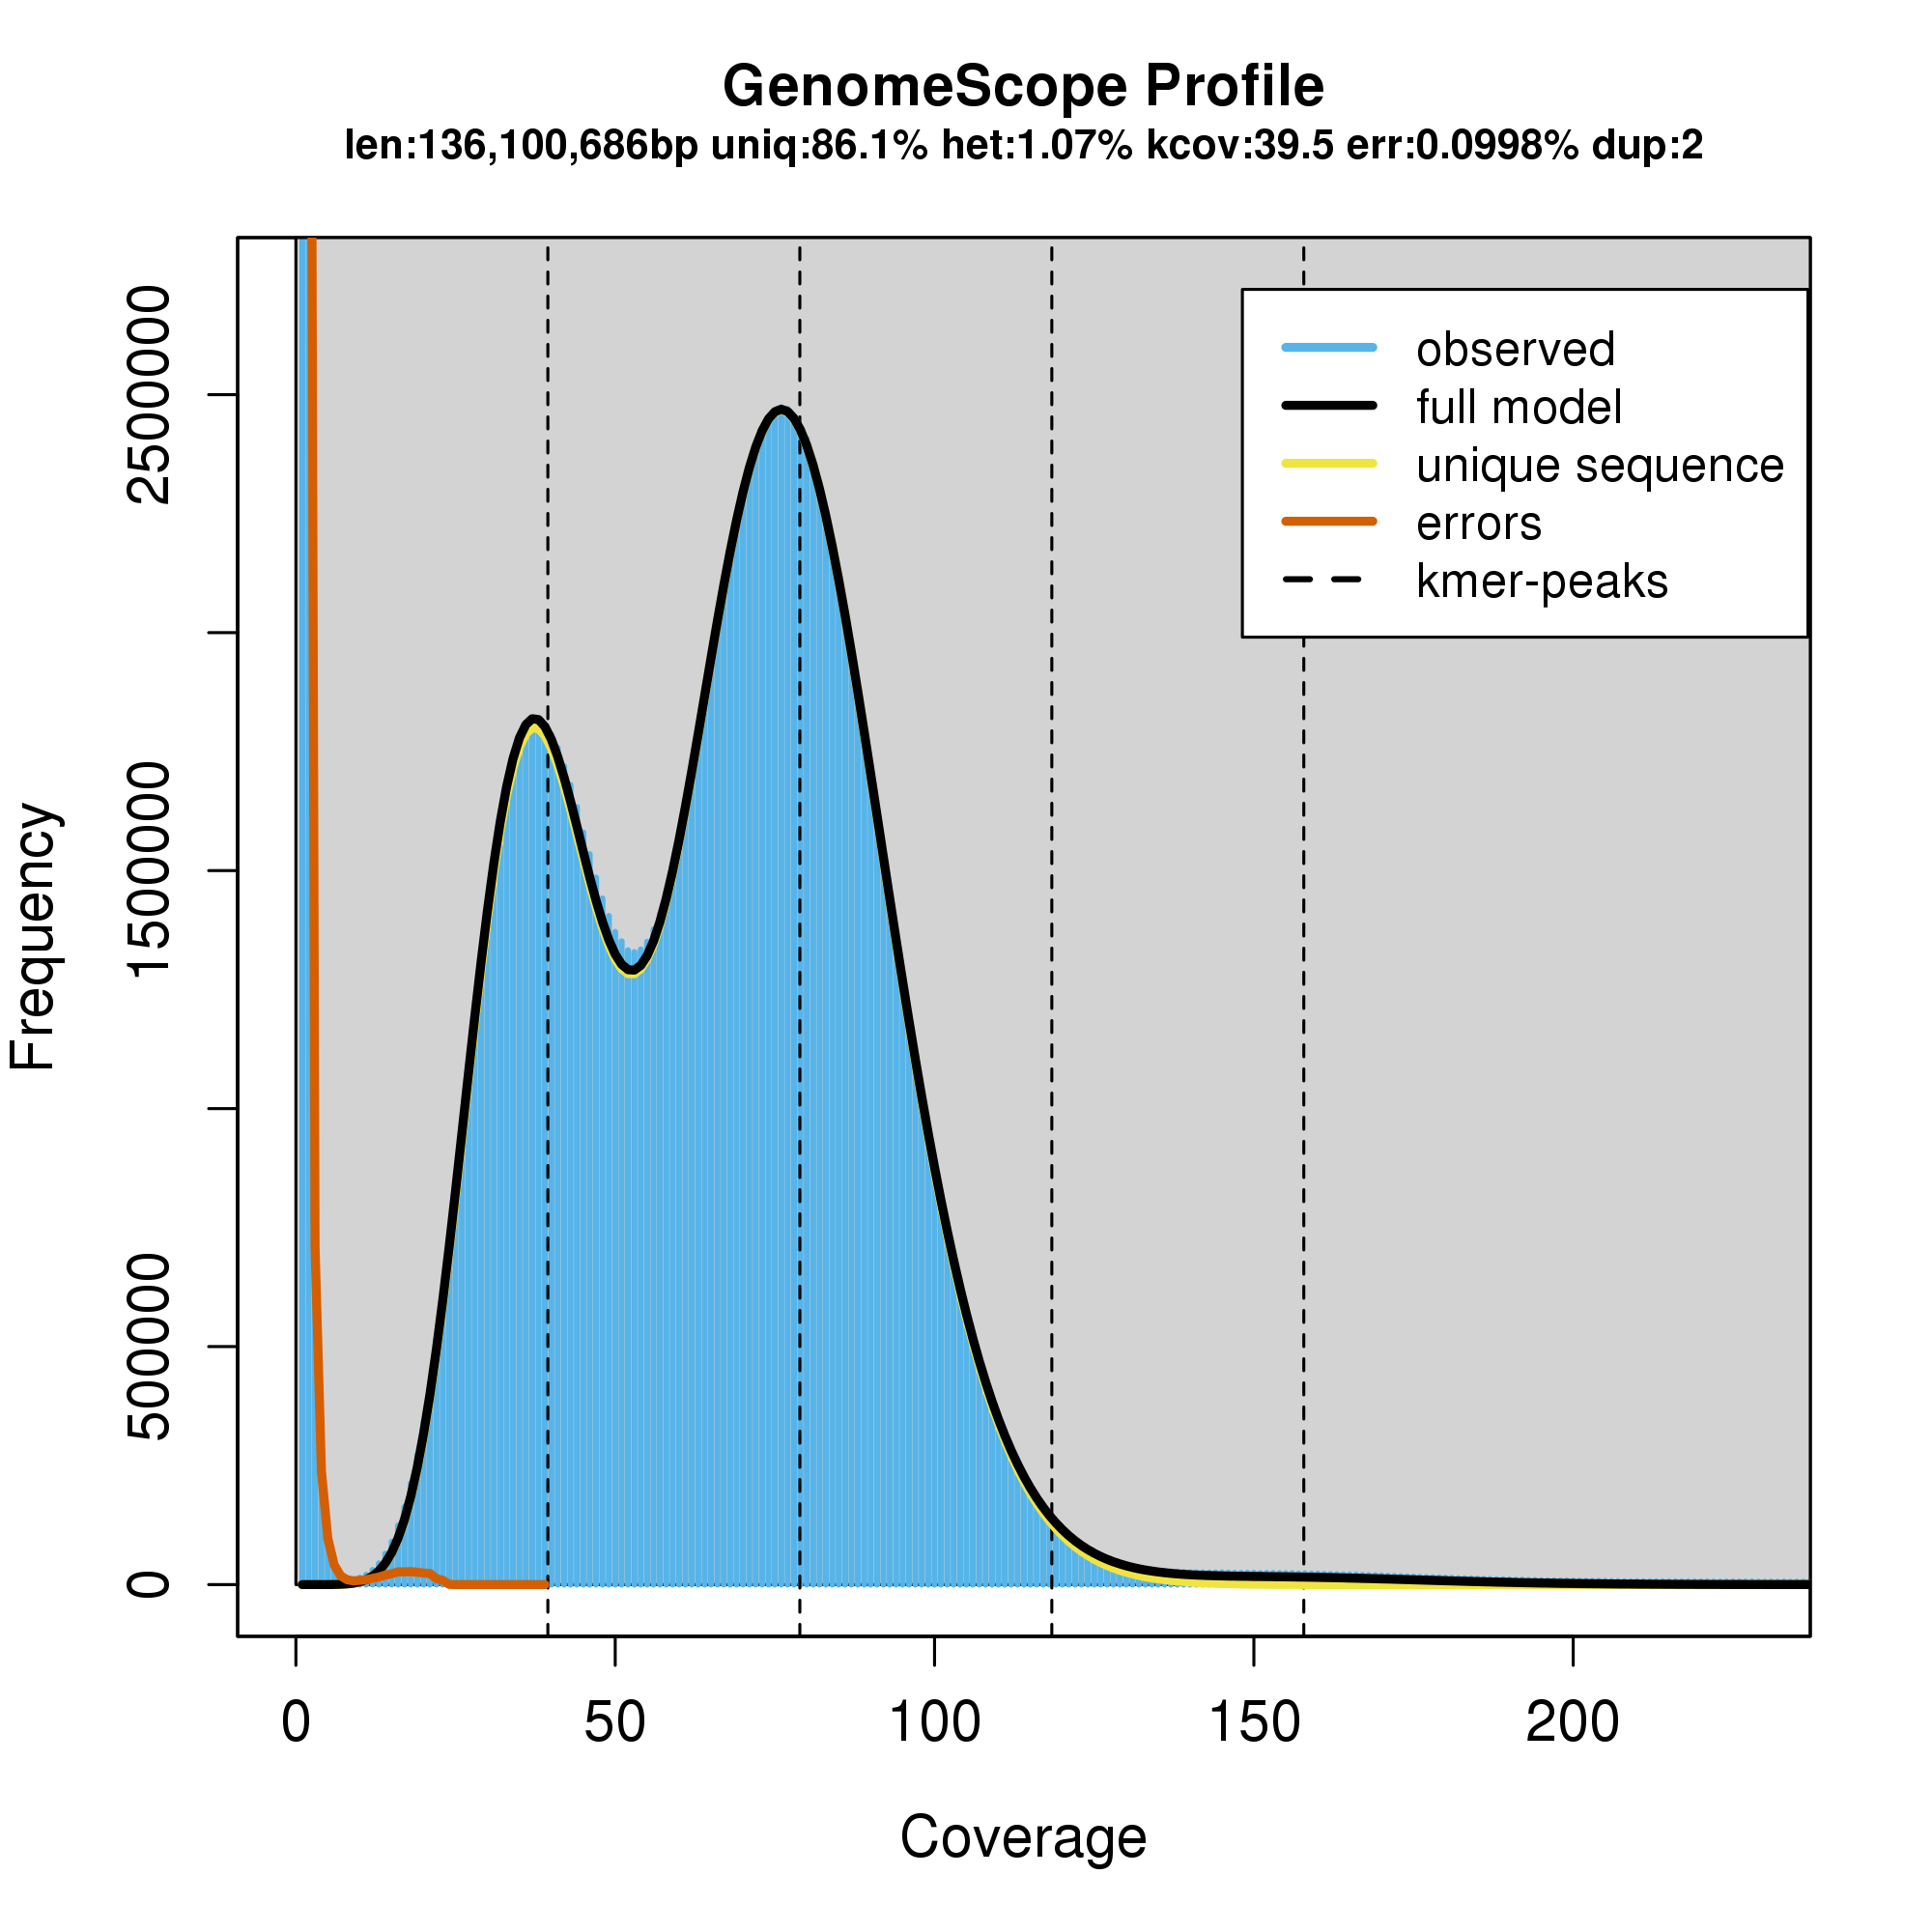 GenomeScope Profile
len:136,100,686bp uniq:86.1% het:1.07% kcov:39.5 err:0.0998% dup:2
observed
full model
unique sequence
errors
kmer-peaks
Frequency
2500000
1500000
500000
0
0 50 100 150 200
Coverage